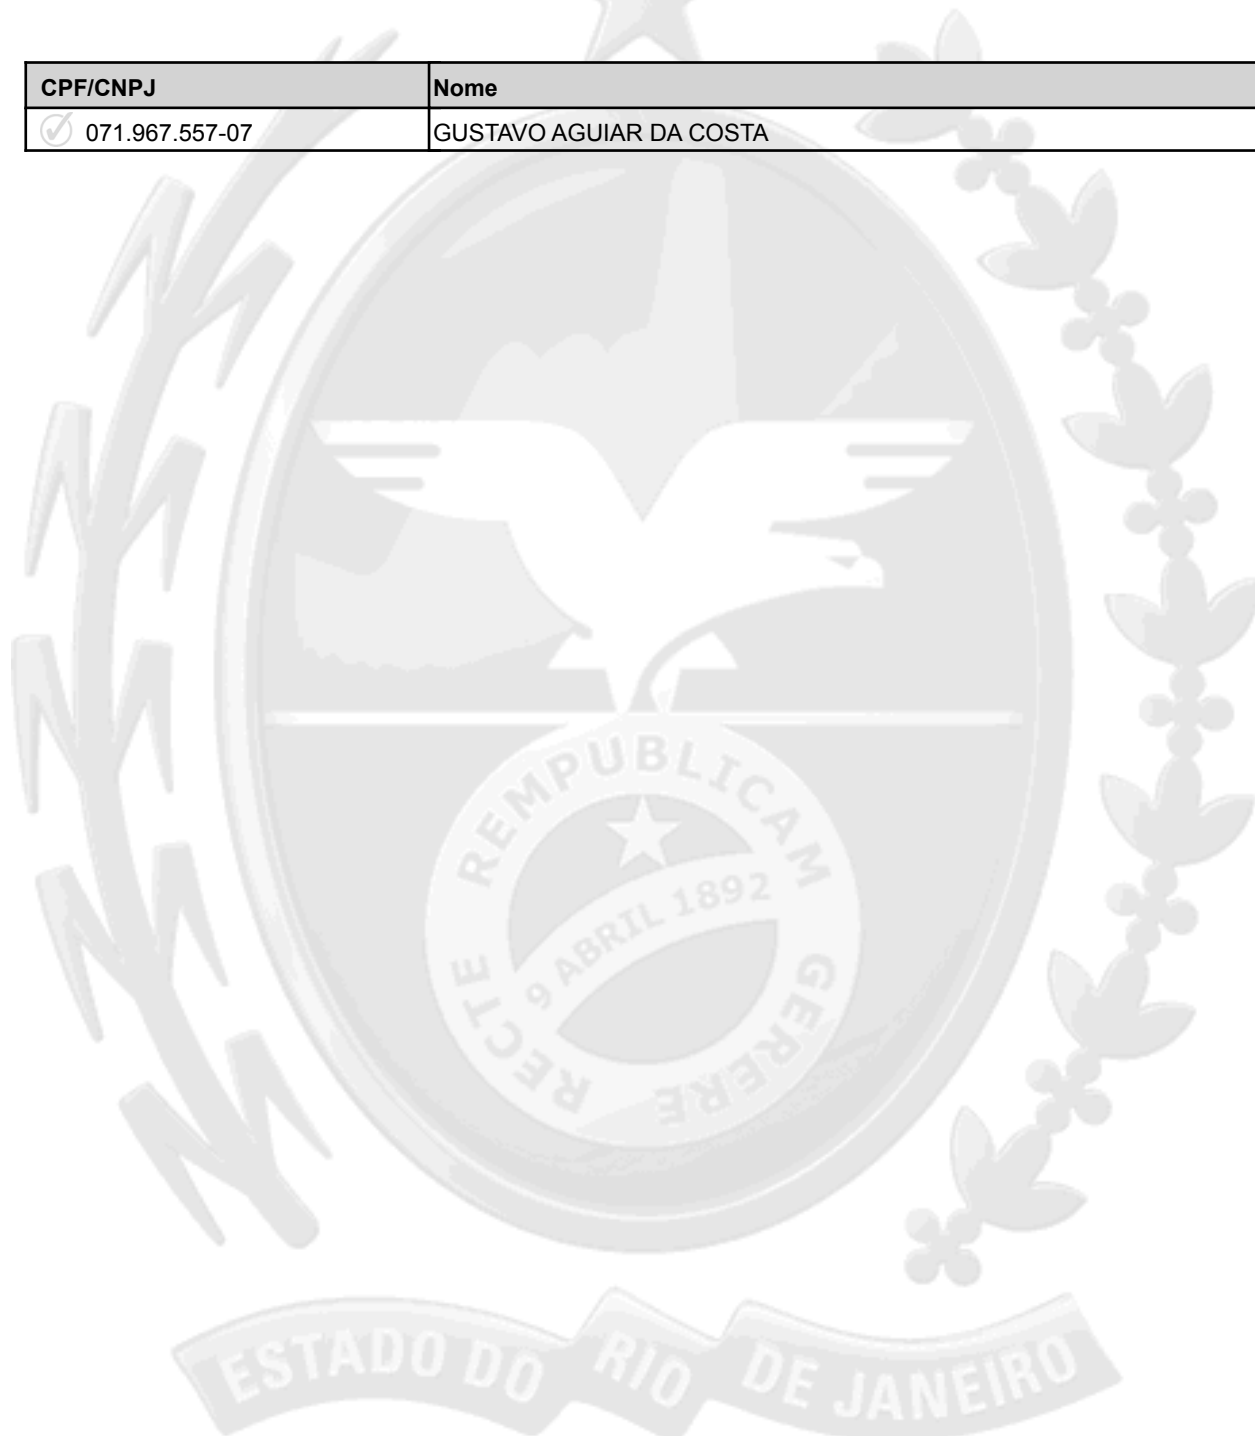 CPF/CNPJ Nome
071.967.557-07 GUSTAVO AGUIAR DA COSTA
REMPUBLICAM
9 ABRIL 1892
RECTE GERERE
ESTADO DO RIO DE JANEIRO